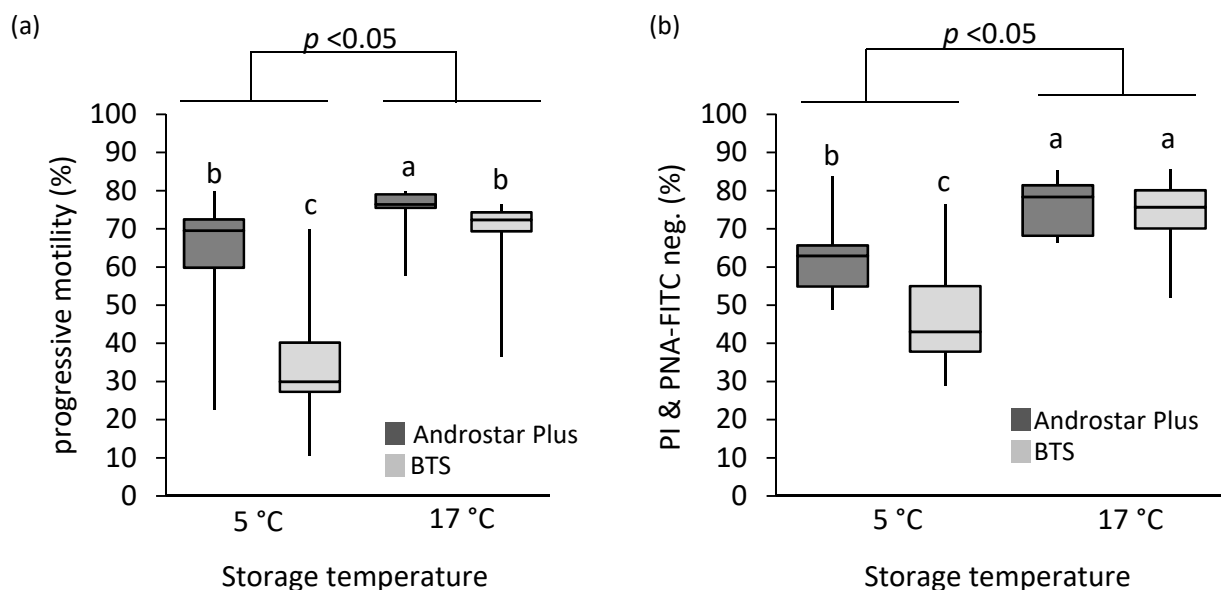 (a)
p <0.05
progressive motility (%)
100
90
80
70
60
50
40
30
20
10
0
b
c
a
b
Androstar Plus
BTS
5 °C
17 °C
Storage temperature
(b)
p <0.05
PI & PNA-FITC neg. (%)
100
90
80
70
60
50
40
30
20
10
0
b
c
a
a
Androstar Plus
BTS
5 °C
17 °C
Storage temperature